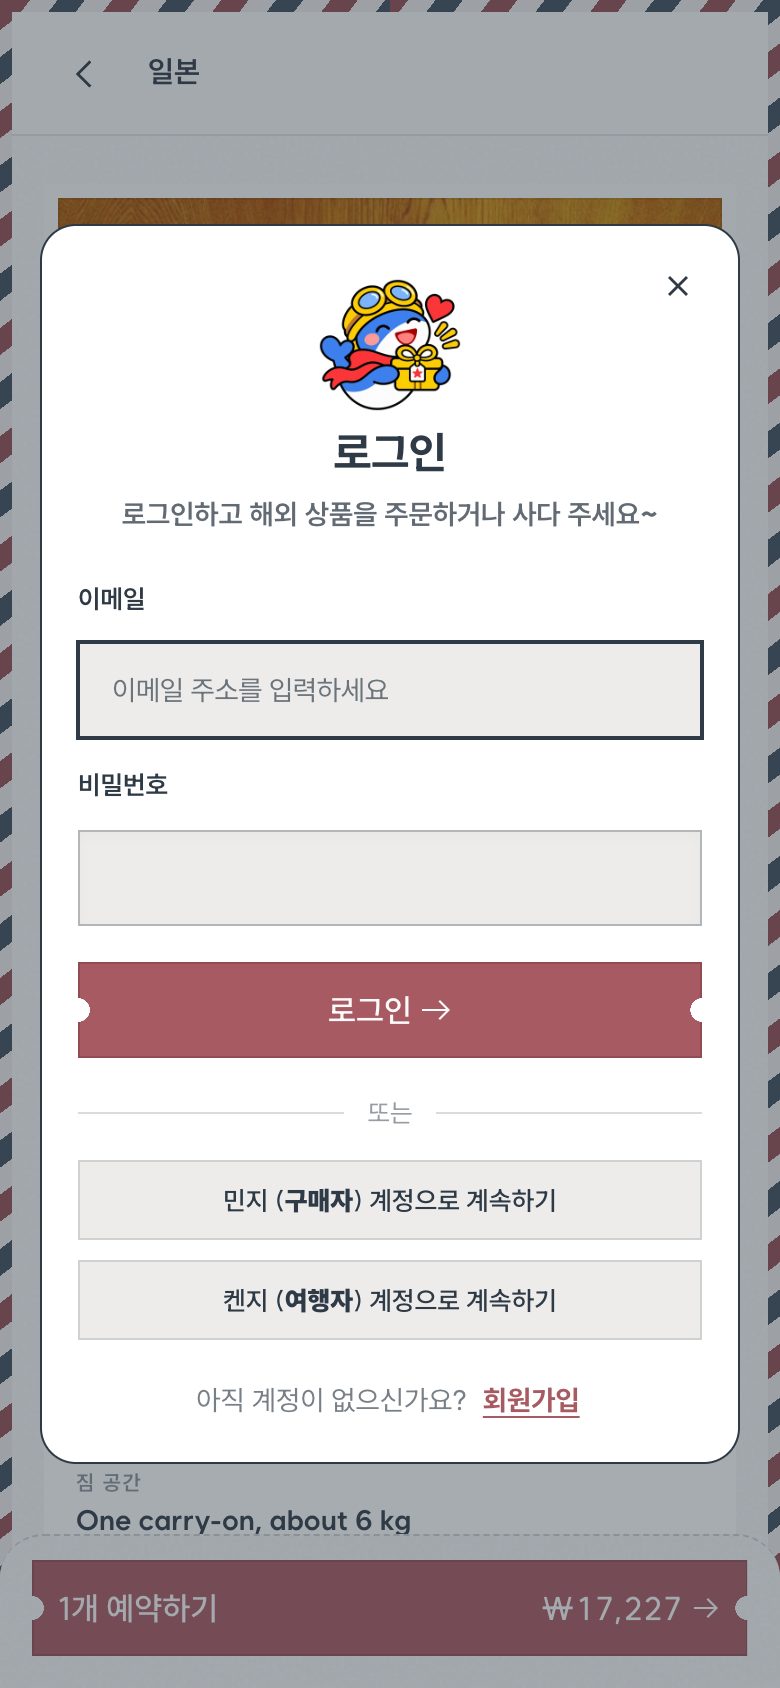 일본
로그인
로그인하고 해외 상품을 주문하거나 사다 주세요~
이메일
이메일 주소를 입력하세요
비밀번호
로그인 →
또는
민지 (구매자) 계정으로 계속하기
켄지 (여행자) 계정으로 계속하기
아직 계정이 없으신가요? 회원가입
짐 공간
One carry-on, about 6 kg
1개 예약하기 ₩17,227 →